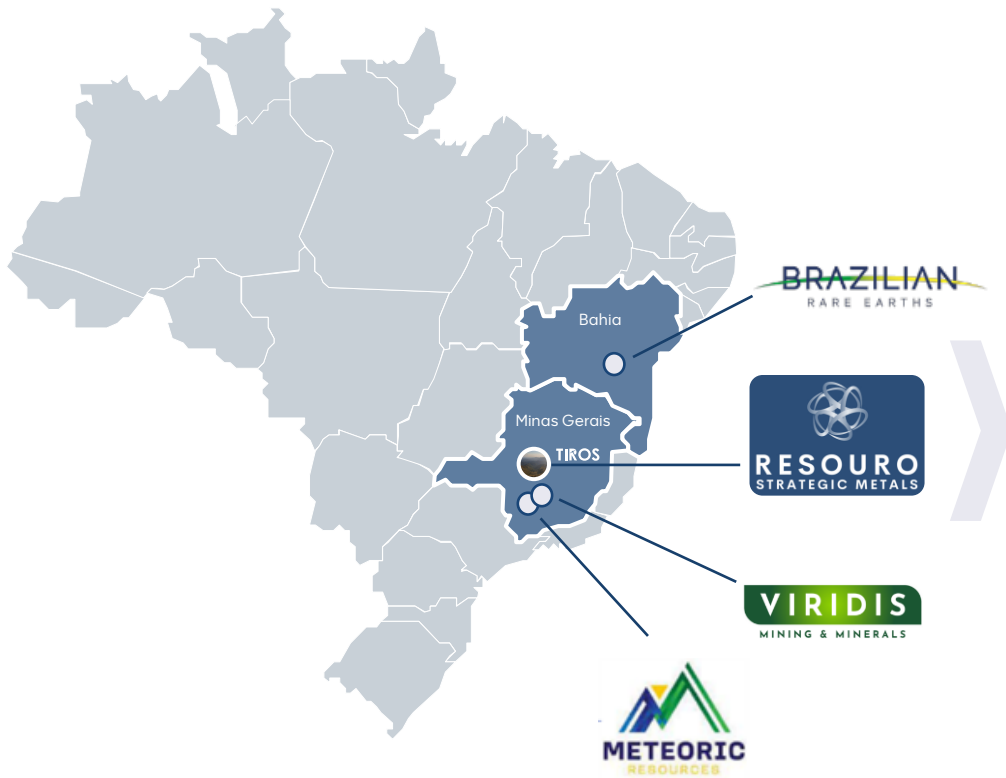 BRAZILIAN
RARE EARTHS
Bahia
Minas Gerais
TIROS
RESOURO
STRATEGIC METALS
VIRIDIS
MINING & MINERALS
METEORIC
RESOURCES